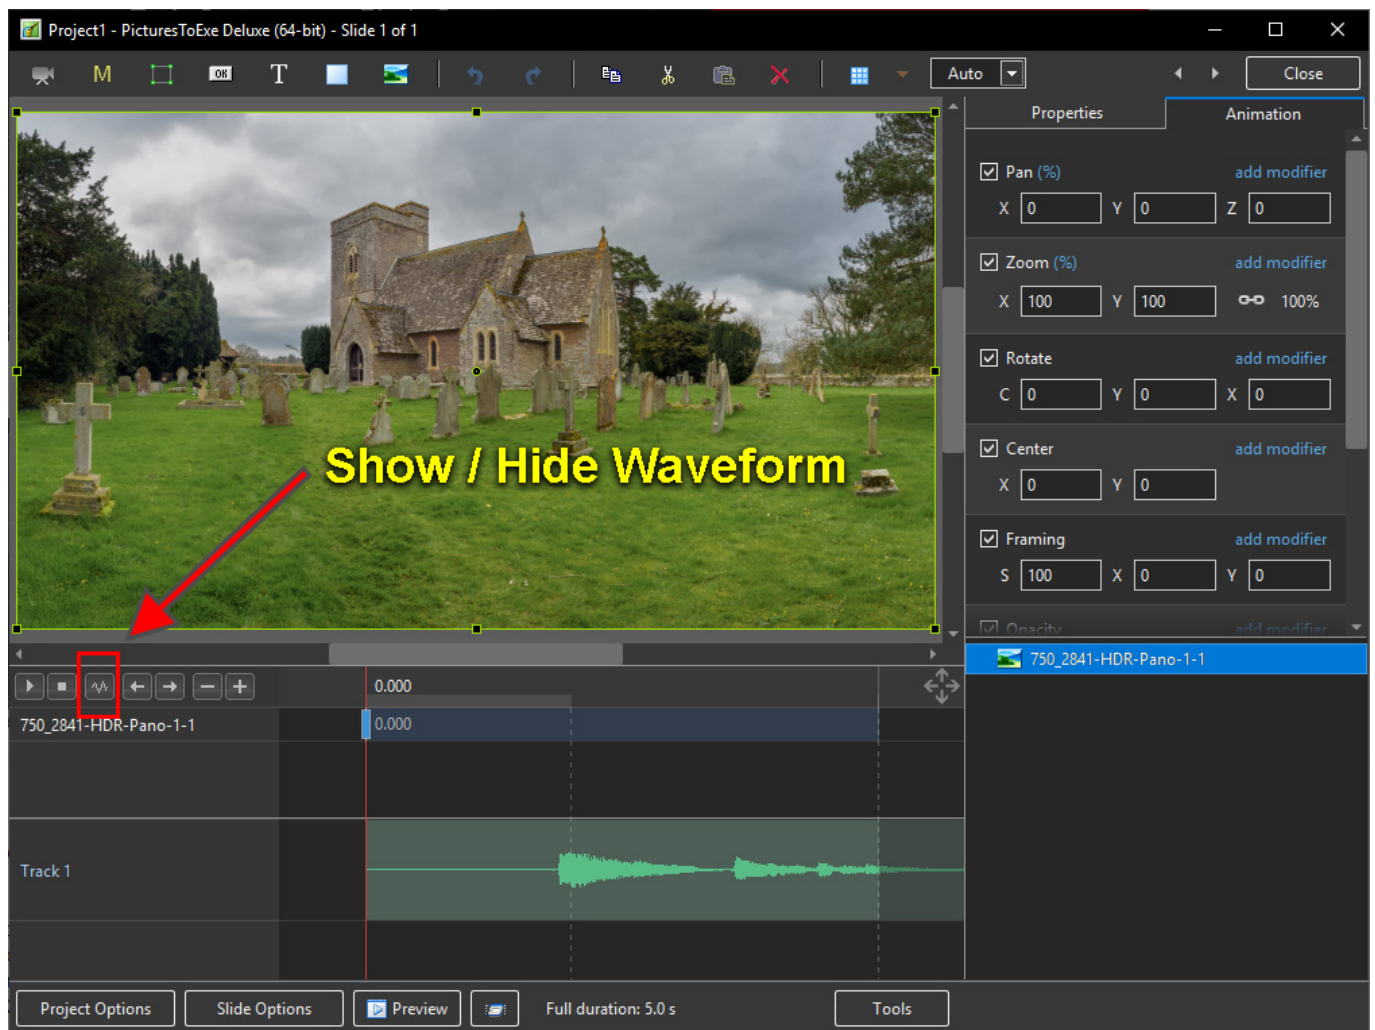 Project1 - PicturesToExe Deluxe (64-bit) - Slide 1 of 1
M OK T Auto Close
Properties Animation
Pan (%) add modifier
X 0 Y 0 Z 0
Zoom (%) add modifier
X 100 Y 100 100%
Rotate add modifier
C 0 Y 0 X 0
Center add modifier
X 0 Y 0
Framing add modifier
S 100 X 0 Y 0
Opacity add modifier
Show / Hide Waveform
750_2841-HDR-Pano-1-1
0.000
750_2841-HDR-Pano-1-1 0.000
Track 1
Project Options Slide Options Preview Full duration: 5.0 s Tools